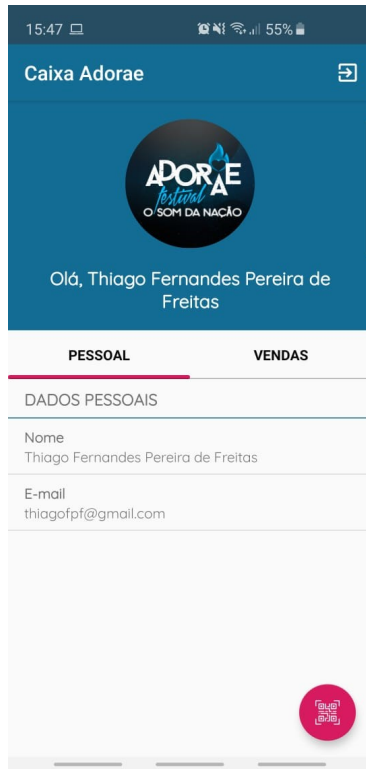 15:47 55%
Caixa Adorae
ADORAE
festival
O SOM DA NAÇÃO
Olá, Thiago Fernandes Pereira de
Freitas
PESSOAL VENDAS
DADOS PESSOAIS
Nome
Thiago Fernandes Pereira de Freitas
E-mail
thiagofpf@gmail.com